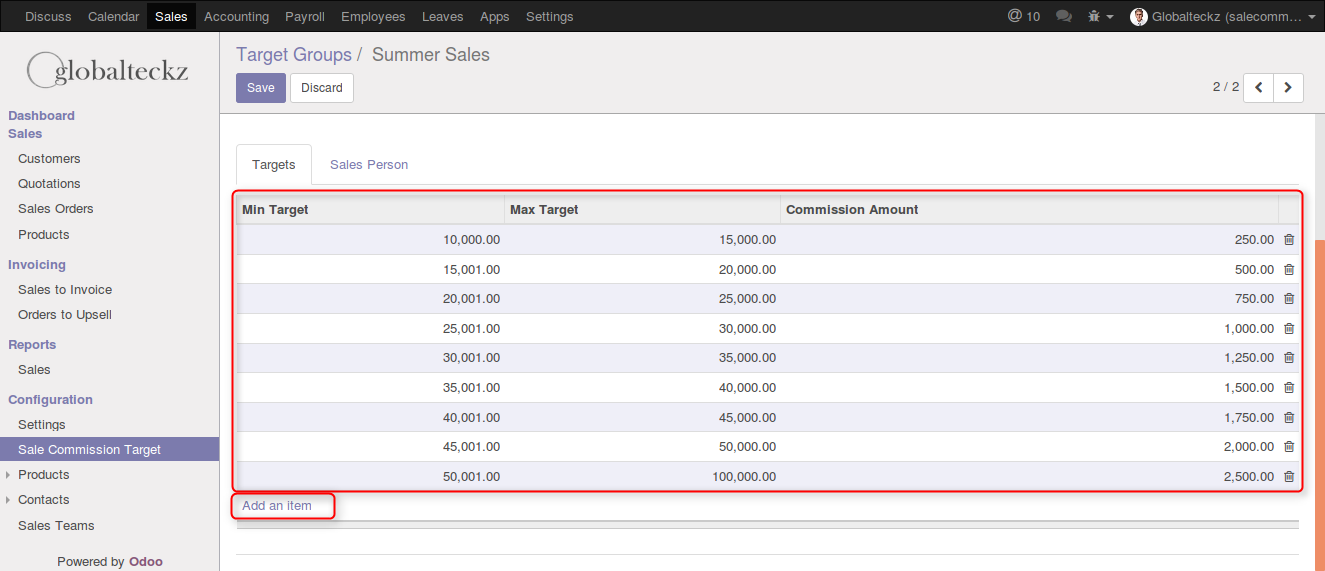 Discuss Calendar Sales Accounting Payroll Employees Leaves Apps Settings @ 10 Globalteckz (salecomm...
globalteckz
Target Groups / Summer Sales
Save Discard
2 / 2
Dashboard
Sales
Customers
Quotations
Sales Orders
Products
Invoicing
Sales to Invoice
Orders to Upsell
Reports
Sales
Configuration
Settings
Sale Commission Target
Products
Contacts
Sales Teams
Powered by Odoo
Targets Sales Person
Min Target Max Target Commission Amount
10,000.00 15,000.00 250.00
15,001.00 20,000.00 500.00
20,001.00 25,000.00 750.00
25,001.00 30,000.00 1,000.00
30,001.00 35,000.00 1,250.00
35,001.00 40,000.00 1,500.00
40,001.00 45,000.00 1,750.00
45,001.00 50,000.00 2,000.00
50,001.00 100,000.00 2,500.00
Add an item